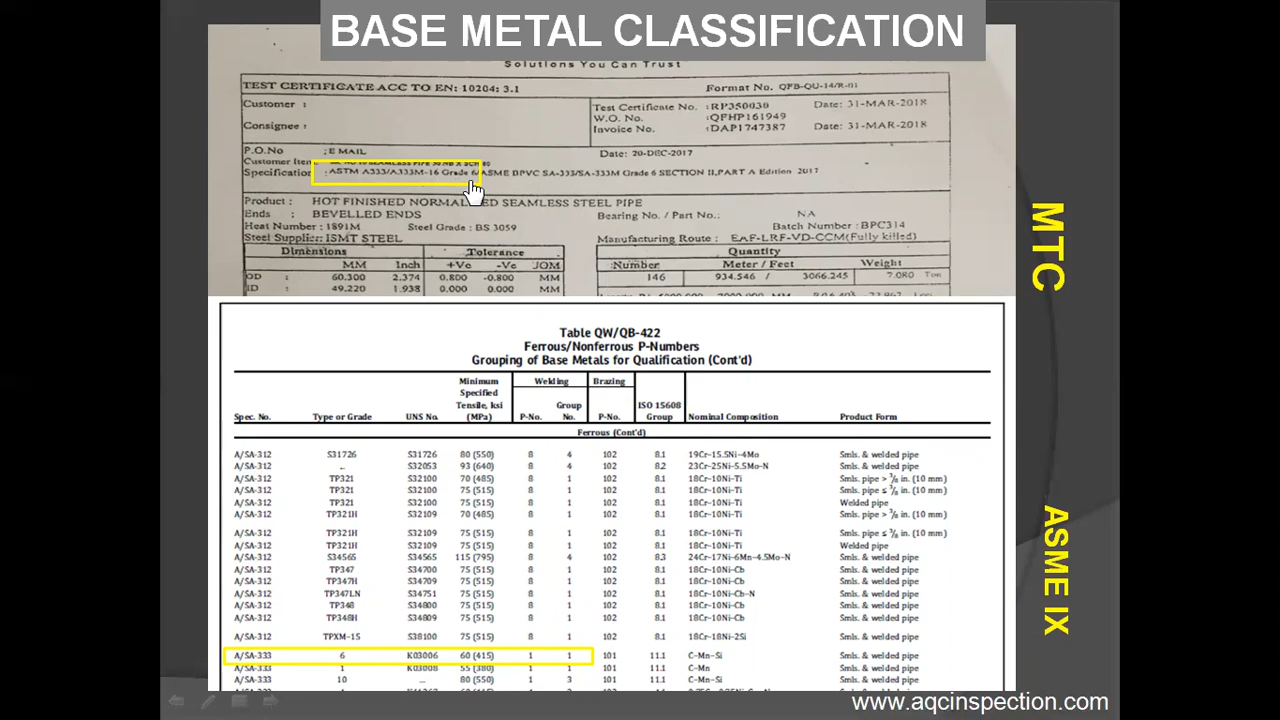 BASE METAL CLASSIFICATION
Solutions You Can Trust
TEST CERTIFICATE ACC TO EN: 10204: 3.1 Format No. QFB-QU-14/R-01
Customer :
Test Certificate No. :RP350030 Date: 31-MAR-2018
W.O. No. :QFHP161949
Consignee :
Invoice No. :DAP1747387 Date: 31-MAR-2018
P.O.No : E MAIL Date: 20-DEC-2017
Customer Item
Specification : ASTM A333/A333M-16 Grade 6/ASME BPVC SA-333/SA-333M Grade 6 SECTION II,PART A Edition 2017
Product : HOT FINISHED NORMALIZED SEAMLESS STEEL PIPE
Ends : BEVELLED ENDS Bearing No. / Part No.: NA
Heat Number : 1891M Steel Grade : BS 3059 Batch Number : BPC314
Steel Supplier: ISMT STEEL Manufacturing Route : EAF-LRF-VD-CCM(Fully killed)
Dimensions Tolerance Quantity
MM Inch +Ve -Ve UOM Number Meter / Feet Weight
OD : 60.300 2.374 0.800 -0.800 MM 146 934.546 / 3066.245 7.080 Ton
ID : 49.220 1.938 0.000 0.000 MM
MTC
Table QW/QB-422
Ferrous/Nonferrous P-Numbers
Grouping of Base Metals for Qualification (Cont'd)
Minimum
Specified Welding Brazing
Tensile, ksi Group ISO 15608
Spec. No. Type or Grade UNS No. (MPa) P-No. No. P-No. Group Nominal Composition Product Form
Ferrous (Cont'd)
A/SA-312 S31726 S31726 80 (550) 8 4 102 8.1 19Cr-15.5Ni-4Mo Smls. & welded pipe
A/SA-312 ... S32053 93 (640) 8 4 102 8.2 23Cr-25Ni-5.5Mo-N Smls. & welded pipe
A/SA-312 TP321 S32100 70 (485) 8 1 102 8.1 18Cr-10Ni-Ti Smls. pipe > 3/8 in. (10 mm)
A/SA-312 TP321 S32100 75 (515) 8 1 102 8.1 18Cr-10Ni-Ti Smls. pipe ≤ 3/8 in. (10 mm)
A/SA-312 TP321 S32100 75 (515) 8 1 102 8.1 18Cr-10Ni-Ti Welded pipe
A/SA-312 TP321H S32109 70 (485) 8 1 102 8.1 18Cr-10Ni-Ti Smls. pipe > 3/8 in. (10 mm)
A/SA-312 TP321H S32109 75 (515) 8 1 102 8.1 18Cr-10Ni-Ti Smls. pipe ≤ 3/8 in. (10 mm)
A/SA-312 TP321H S32109 75 (515) 8 1 102 8.1 18Cr-10Ni-Ti Welded pipe
A/SA-312 S34565 S34565 115 (795) 8 4 102 8.3 24Cr-17Ni-6Mn-4.5Mo-N Smls. & welded pipe
A/SA-312 TP347 S34700 75 (515) 8 1 102 8.1 18Cr-10Ni-Cb Smls. & welded pipe
A/SA-312 TP347H S34709 75 (515) 8 1 102 8.1 18Cr-10Ni-Cb Smls. & welded pipe
A/SA-312 TP347LN S34751 75 (515) 8 1 102 8.1 18Cr-10Ni-Cb-N Smls. & welded pipe
A/SA-312 TP348 S34800 75 (515) 8 1 102 8.1 18Cr-10Ni-Cb Smls. & welded pipe
A/SA-312 TP348H S34809 75 (515) 8 1 102 8.1 18Cr-10Ni-Cb Smls. & welded pipe
A/SA-312 TPXM-15 S38100 75 (515) 8 1 102 8.1 18Cr-18Ni-2Si Smls. & welded pipe
A/SA-333 6 K03006 60 (415) 1 1 101 11.1 C-Mn-Si Smls. & welded pipe
A/SA-333 1 K03008 55 (380) 1 1 101 11.1 C-Mn Smls. & welded pipe
A/SA-333 10 ... 80 (550) 1 3 101 11.1 C-Mn-Si Smls. & welded pipe
ASME IX
www.aqcinspection.com